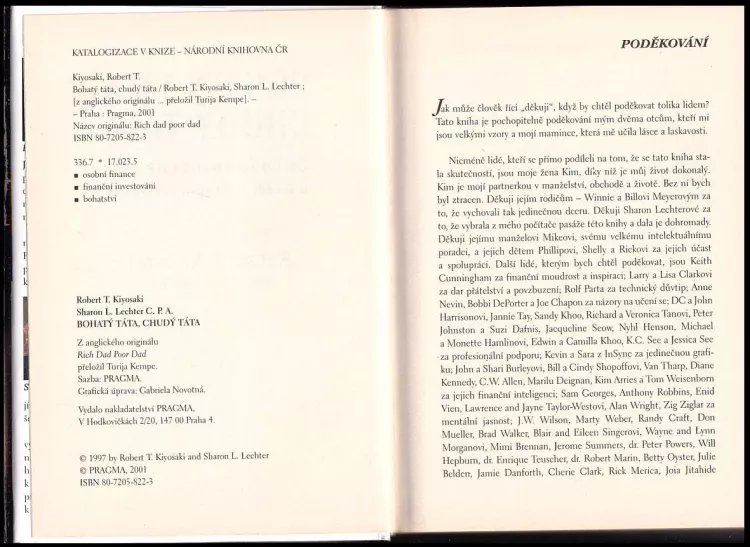 KATALOGIZACE V KNIZE – NÁRODNÍ KNIHOVNA ČR
Kiyosaki, Robert T.
Bohatý táta, chudý táta / Robert T. Kiyosaki, Sharon L. Lechter ;
[z anglického originálu ... přeložil Turija Kempe]. –
– Praha : Pragma, 2001
Název originálu: Rich dad poor dad
ISBN 80-7205-822-3
336.7 * 17.023.5
■ osobní finance
■ finanční investování
■ bohatství
Robert T. Kiyosaki
Sharon L. Lechter C. P. A.
BOHATÝ TÁTA, CHUDÝ TÁTA
Z anglického originálu
Rich Dad Poor Dad
přeložil Turija Kempe.
Sazba: PRAGMA.
Grafická úprava: Gabriela Novotná.
Vydalo nakladatelství PRAGMA,
V Hodkovičkách 2/20, 147 00 Praha 4.
© 1997 by Robert T. Kiyosaki and Sharon L. Lechter
© PRAGMA, 2001
ISBN 80-7205-822-3
PODĚKOVÁNÍ
Jak může člověk říci „děkuji“, když by chtěl poděkovat tolika lidem?
Tato kniha je pochopitelně poděkování mým dvěma otcům, kteří mi
jsou velkými vzory a mojí mamince, která mě učila lásce a laskavosti.
Nicméně lidé, kteří se přímo podíleli na tom, že se tato kniha sta-
la skutečností, jsou moje žena Kim, díky níž je můj život dokonalý.
Kim je mojí partnerkou v manželství, obchodě a životě. Bez ní bych
byl ztracen. Děkuji jejím rodičům – Winnie a Billovi Meyerovým za
to, že vychovali tak jedinečnou dceru. Děkuji Sharon Lechterové za
to, že vybrala z mého počítače pasáže této knihy a dala je dohromady.
Děkuji jejímu manželovi Mikeovi, svému velkému intelektuálnímu
poradci, a jejich dětem Phillipovi, Shelly a Rickovi za jejich účast
a spolupráci. Další lidé, kterým bych chtěl poděkovat, jsou Keith
Cunningham za finanční moudrost a inspiraci; Larry a Lisa Clarkovi
za dar přátelství a povzbuzení; Rolf Parta za technický důvtip; Anne
Nevin, Bobbi DePorter a Joe Chapon za názory na učení se; DC a John
Harrisonovi, Jannie Tay, Sandy Khoo, Richard a Veronica Tanovi, Peter
Johnston a Suzi Dafnis, Jacqueline Seow, Nyhl Henson, Michael
a Monette Hamlinovi, Edwin a Camilla Khoo, K.C. See a Jessica See
za profesionální podporu; Kevin a Sara z InSync za jedinečnou grafi-
ku; John a Shari Burleyovi, Bill a Cindy Shopoffovi, Van Tharp, Diane
Kennedy, C.W. Allen, Marilu Deignan, Kim Arries a Tom Weisenborn
za jejich finanční inteligenci; Sam Georges, Anthony Robbins, Enid
Vien, Lawrence and Jayne Taylor-Westovi, Alan Wright, Zig Ziglar za
mentální jasnost; J.W. Wilson, Marty Weber, Randy Craft, Don
Mueller, Brad Walker, Blair and Eileen Singerovi, Wayne and Lynn
Morganovi, Mimi Brennan, Jerome Summers, dr. Peter Powers, Will
Hepburn, dr. Enrique Teuscher, dr. Robert Marin, Betty Oyster, Julie
Belden, Jamie Danforth, Cherie Clark, Rick Merica, Joia Jitahide